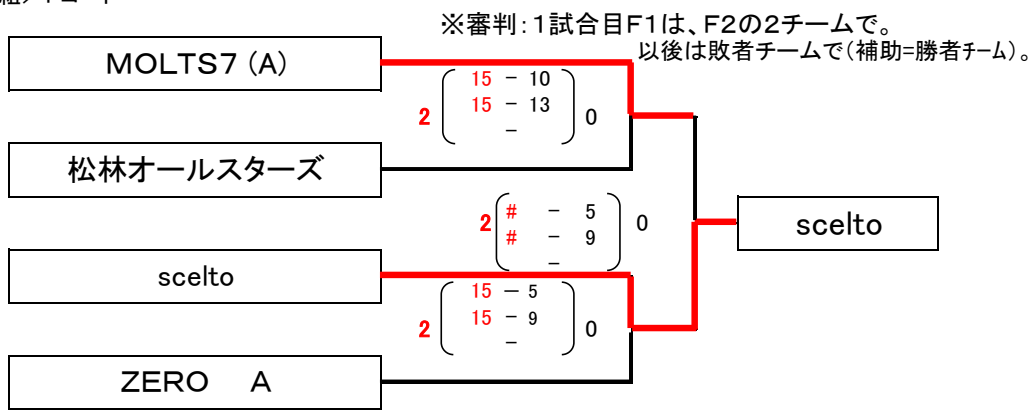 ※審判：1試合目F1は、F2の2チームで。
以後は敗者チームで(補助=勝者チーム)。
MOLTS7 (A)
15 － 10
15 － 13
－
2
0
松林オールスターズ
# － 5
# － 9
－
2
0
scelto
scelto
15 － 5
15 － 9
－
2
0
ZERO　A